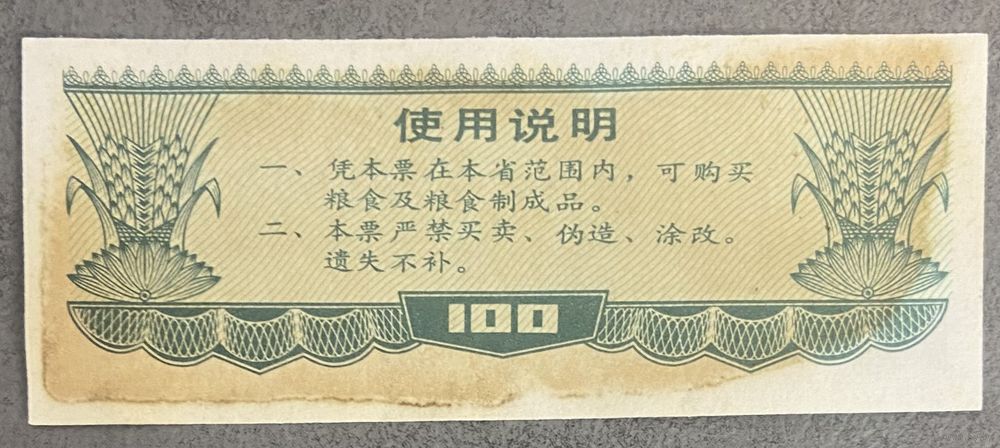 使用说明
一、凭本票在本省范围内，可购买
粮食及粮食制成品。
二、本票严禁买卖、伪造、涂改。
遗失不补。
100